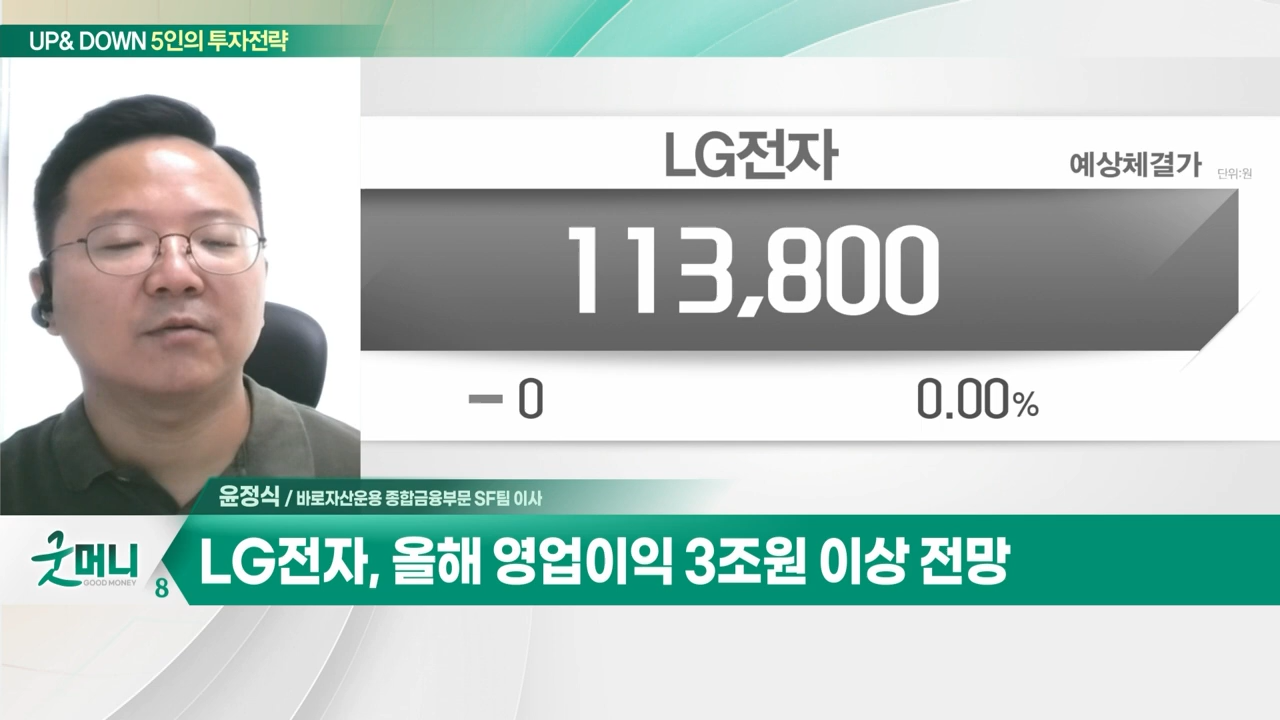 UP& DOWN 5인의 투자전략
LG전자
예상체결가 단위:원
113,800
0 0.00%
윤정식 / 바로자산운용 종합금융부문 SF팀 이사
굿머니
GOOD MONEY
8
LG전자, 올해 영업이익 3조원 이상 전망